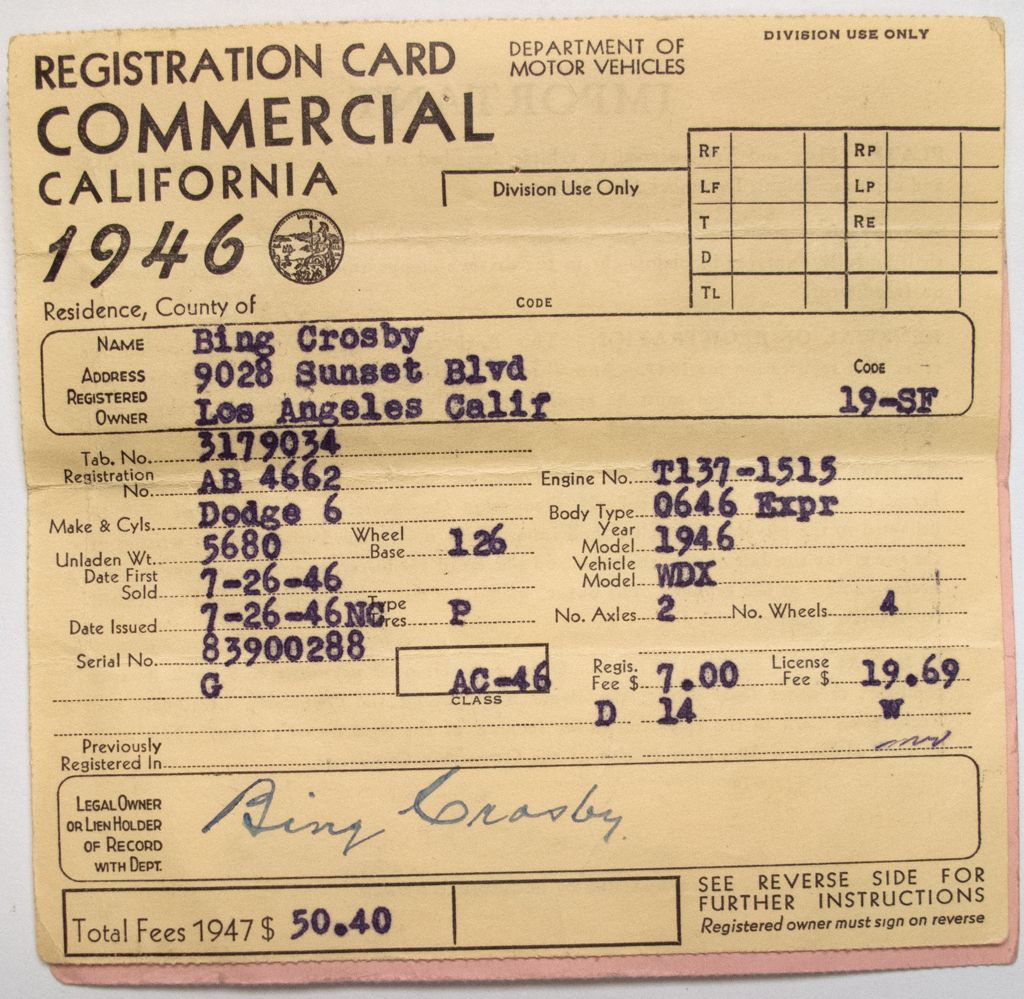 DIVISION USE ONLY
REGISTRATION CARD
DEPARTMENT OF
MOTOR VEHICLES
COMMERCIAL
CALIFORNIA
1946
Division Use Only
RF RP
LF LP
T RE
D
TL
Residence, County of CODE
NAME Bing Crosby
ADDRESS 9028 Sunset Blvd CODE
REGISTERED
OWNER Los Angeles Calif 19-SF
Tab. No. 3179034
Registration
No. AB 4662 Engine No. T137-1515
Make & Cyls. Dodge 6 Body Type 0646 Expr
Unladen Wt. 5680 Wheel
Base 126 Year
Model 1946
Date First
Sold 7-26-46 Vehicle
Model WDX
Date Issued 7-26-46NC Type
P No. Axles 2 No. Wheels 4
Serial No. 83900288
G AC-46 Regis.
Fee $ 7.00 License
Fee $ 19.69
CLASS
D 14 W
Previously
Registered In
LEGAL OWNER
OR LIEN HOLDER
OF RECORD
WITH DEPT.
Bing Crosby
Total Fees 1947 $ 50.40
SEE REVERSE SIDE FOR
FURTHER INSTRUCTIONS
Registered owner must sign on reverse